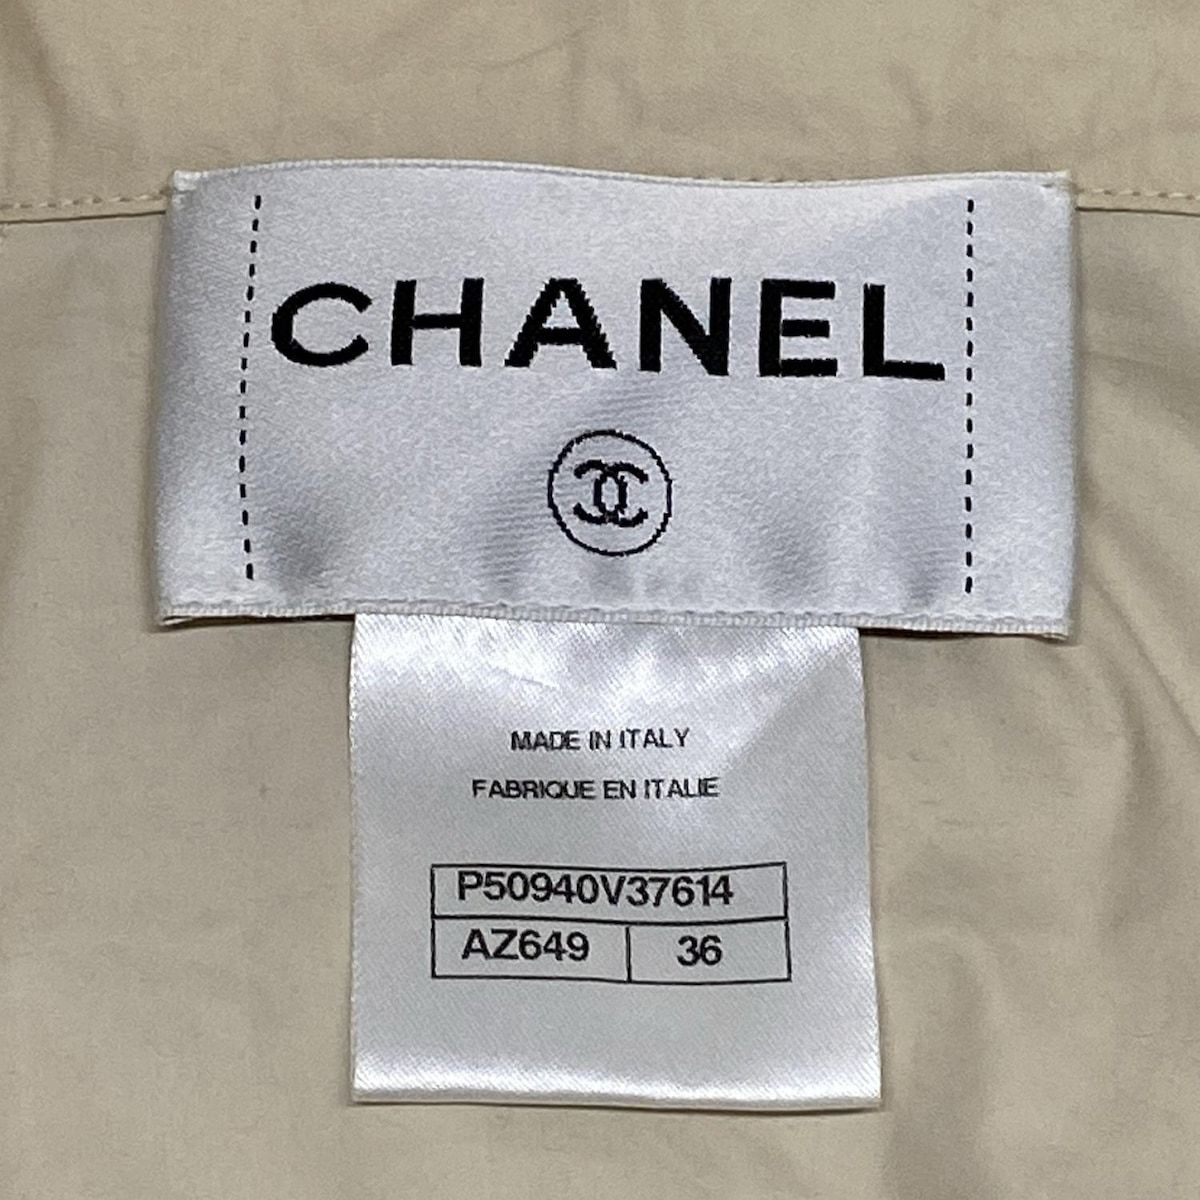 CHANEL
MADE IN ITALY
FABRIQUE EN ITALIE
P50940V37614
AZ649 36